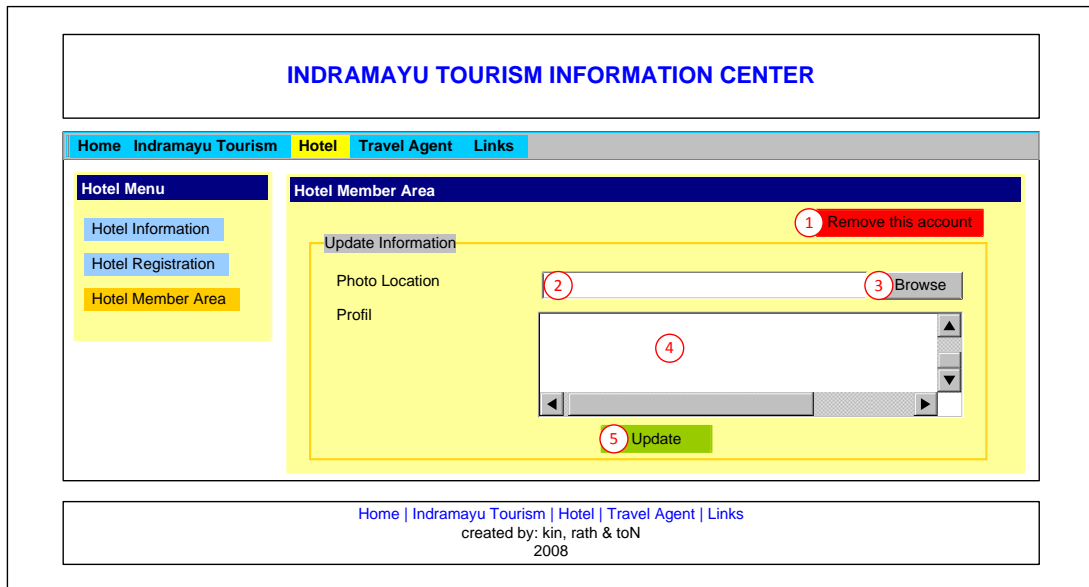 INDRAMAYU TOURISM INFORMATION CENTER
Home Indramayu Tourism Hotel Travel Agent Links
Hotel Menu
Hotel Information
Hotel Registration
Hotel Member Area
Hotel Member Area
1 Remove this account
Update Information
Photo Location 2 3 Browse
Profil
4
5 Update
Home | Indramayu Tourism | Hotel | Travel Agent | Links
created by: kin, rath & toN
2008